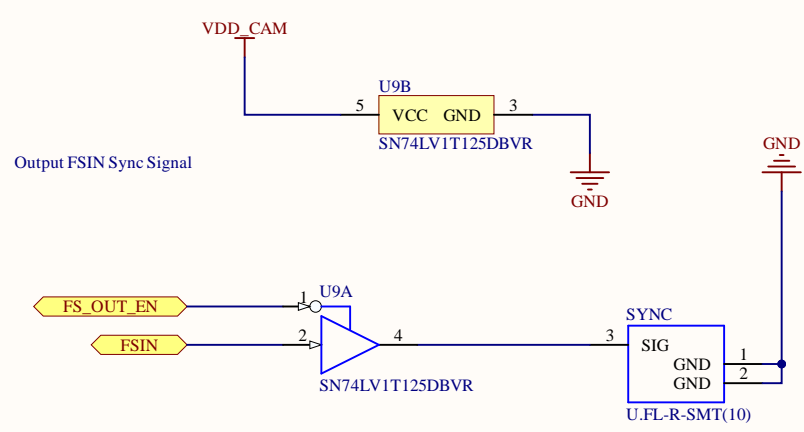 VDD_CAM
U9B
5 VCC GND 3
SN74LV1T125DBVR
Output FSIN Sync Signal
GND
GND
1 U9A
FS_OUT_EN
SYNC
FSIN 2 4 3 SIG
GND 1
GND 2
SN74LV1T125DBVR
U.FL-R-SMT(10)